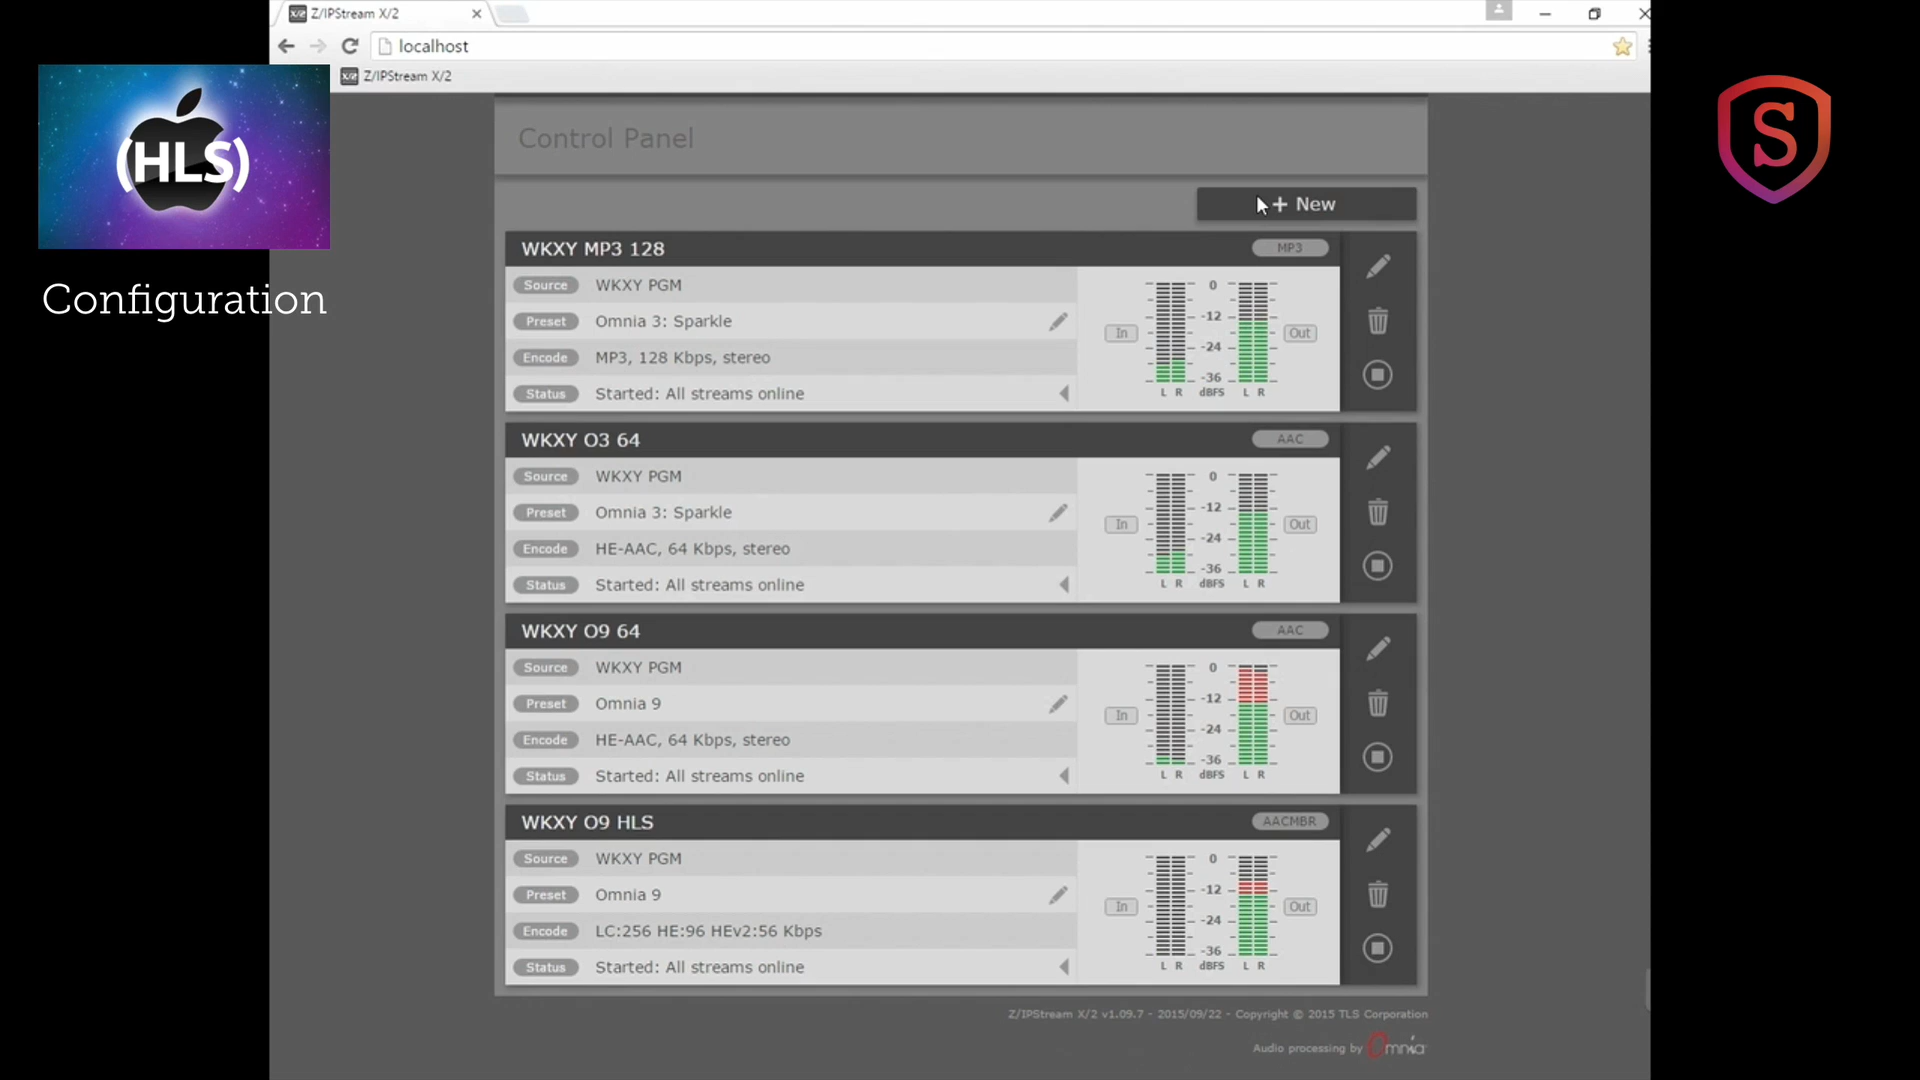 Z/IPStream X/2
localhost
Z/IPStream X/2
(HLS)
Configuration
S
Control Panel
+ New
WKXY MP3 128 MP3
Source WKXY PGM
Preset Omnia 3: Sparkle
Encode MP3, 128 Kbps, stereo
Status Started: All streams online
In 0 -12 -24 -36 Out
L R dBFS L R
WKXY O3 64 AAC
Source WKXY PGM
Preset Omnia 3: Sparkle
Encode HE-AAC, 64 Kbps, stereo
Status Started: All streams online
In 0 -12 -24 -36 Out
L R dBFS L R
WKXY O9 64 AAC
Source WKXY PGM
Preset Omnia 9
Encode HE-AAC, 64 Kbps, stereo
Status Started: All streams online
In 0 -12 -24 -36 Out
L R dBFS L R
WKXY O9 HLS AACMBR
Source WKXY PGM
Preset Omnia 9
Encode LC:256 HE:96 HEv2:56 Kbps
Status Started: All streams online
In 0 -12 -24 -36 Out
L R dBFS L R
Z/IPStream X/2 v1.09.7 - 2015/09/22 - Copyright © 2015 TLS Corporation
Audio processing by Omnia